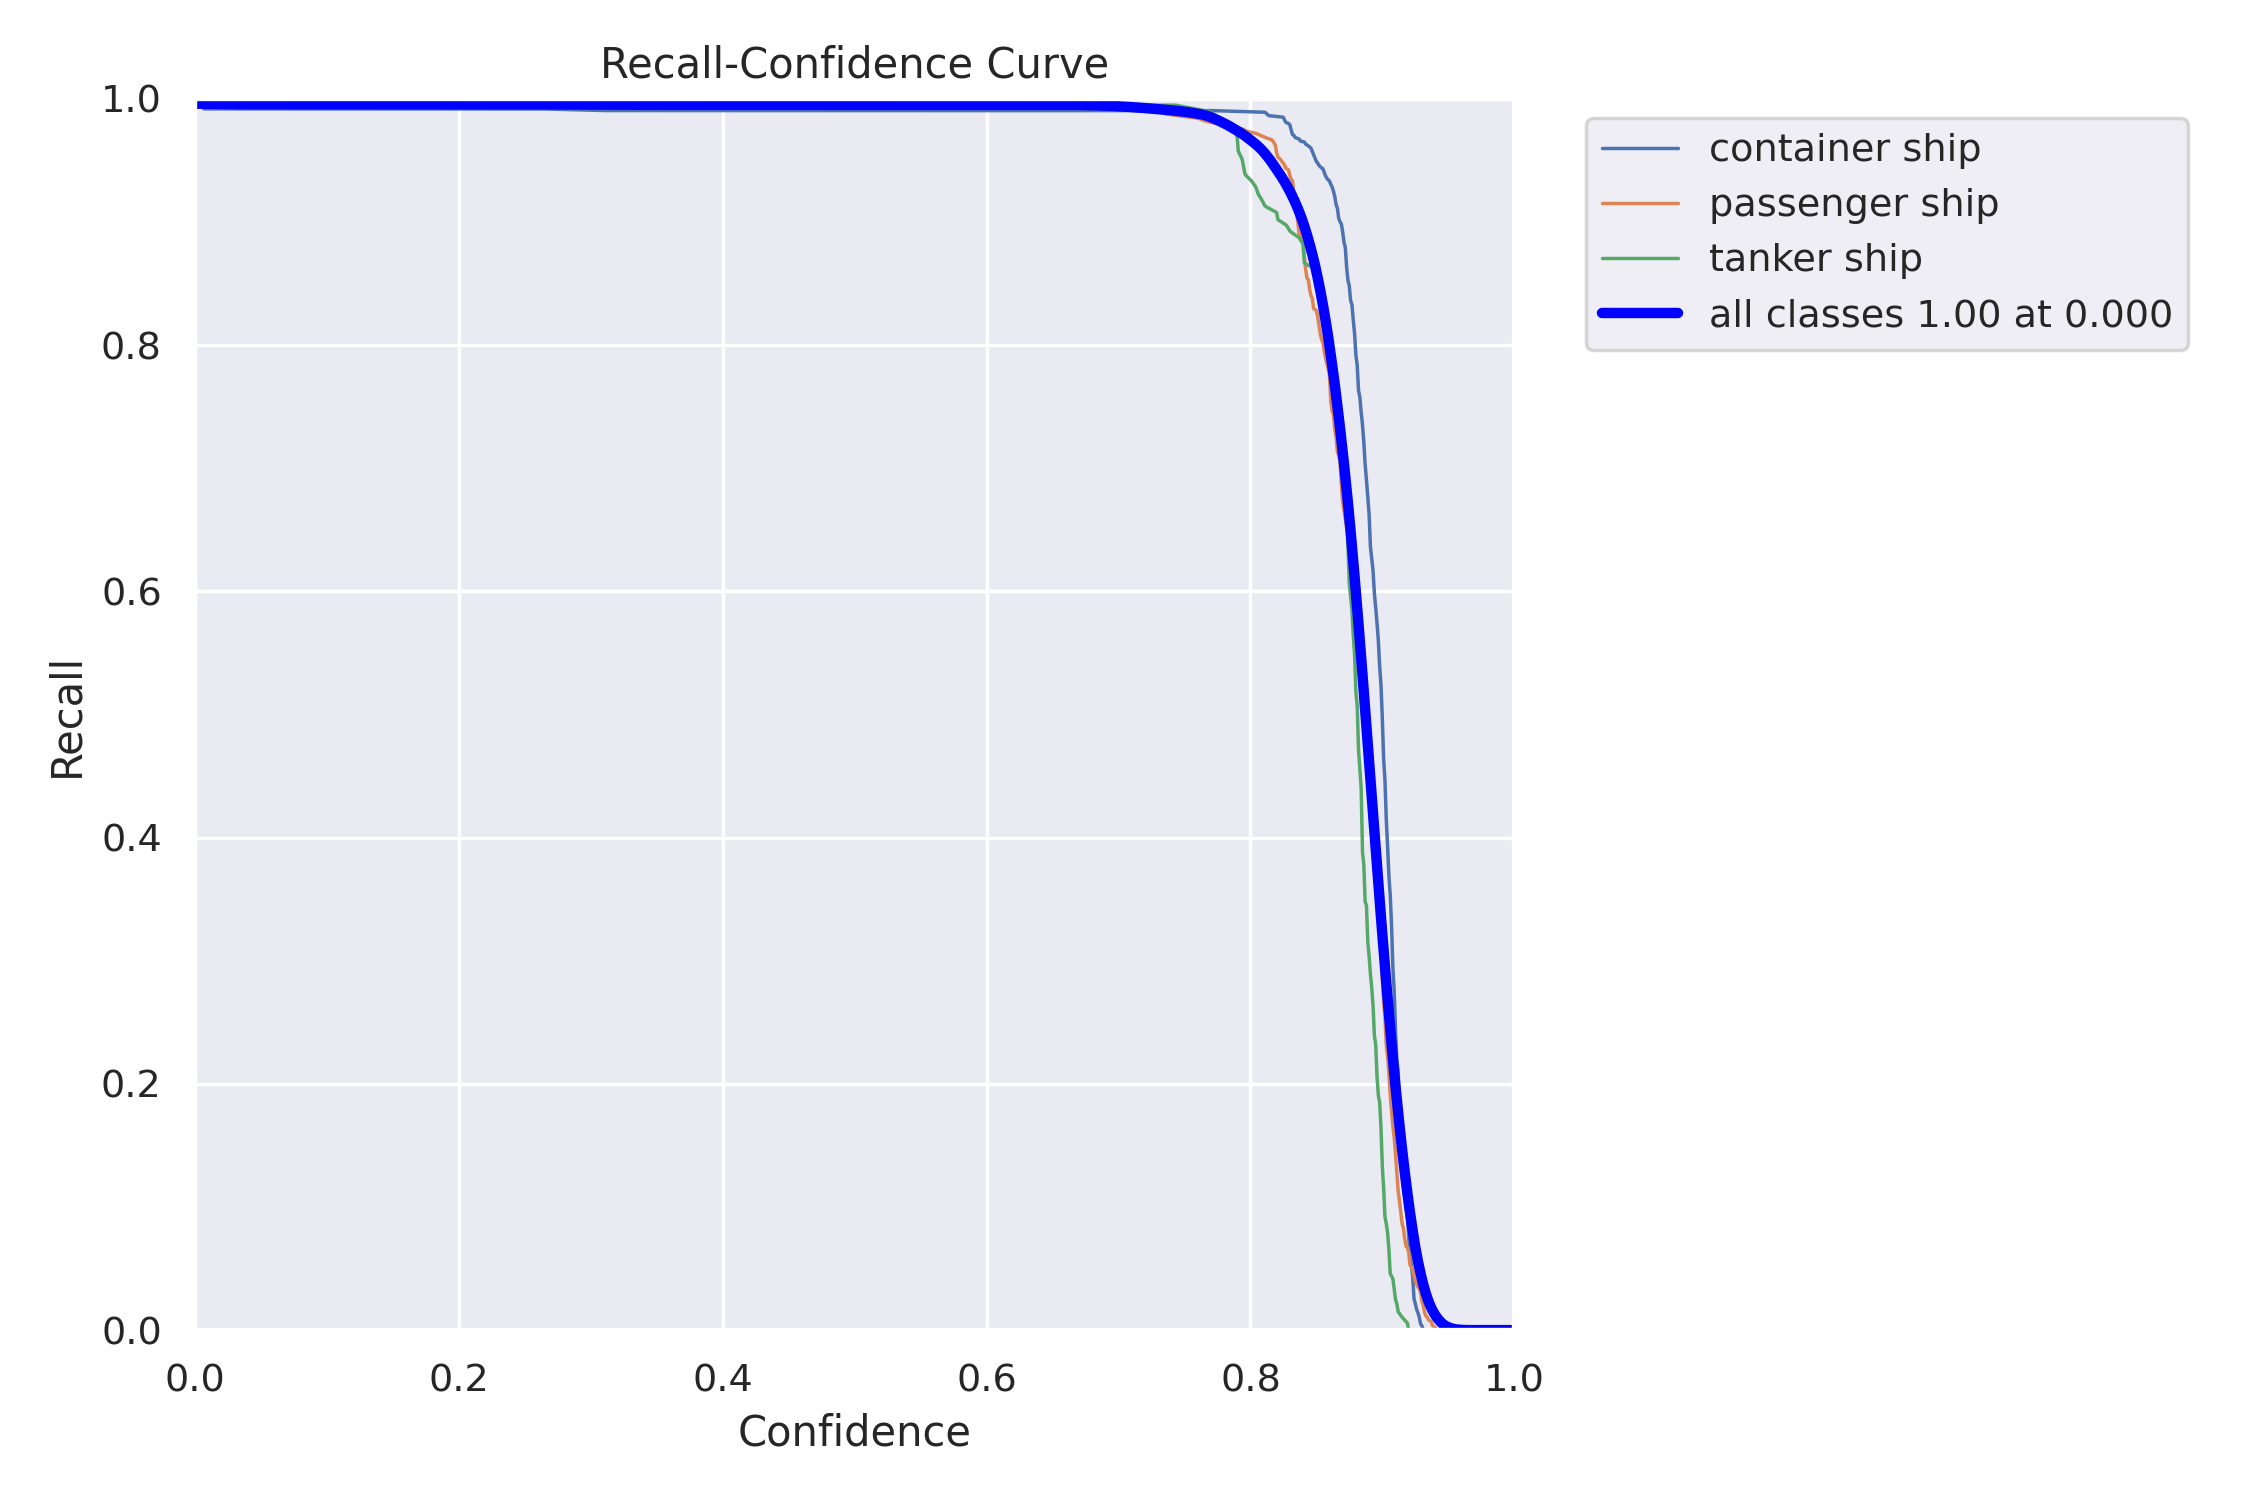 Recall-Confidence Curve
1.0
0.8
0.6
0.4
0.2
0.0
Recall
0.0 0.2 0.4 0.6 0.8 1.0
Confidence
container ship
passenger ship
tanker ship
all classes 1.00 at 0.000